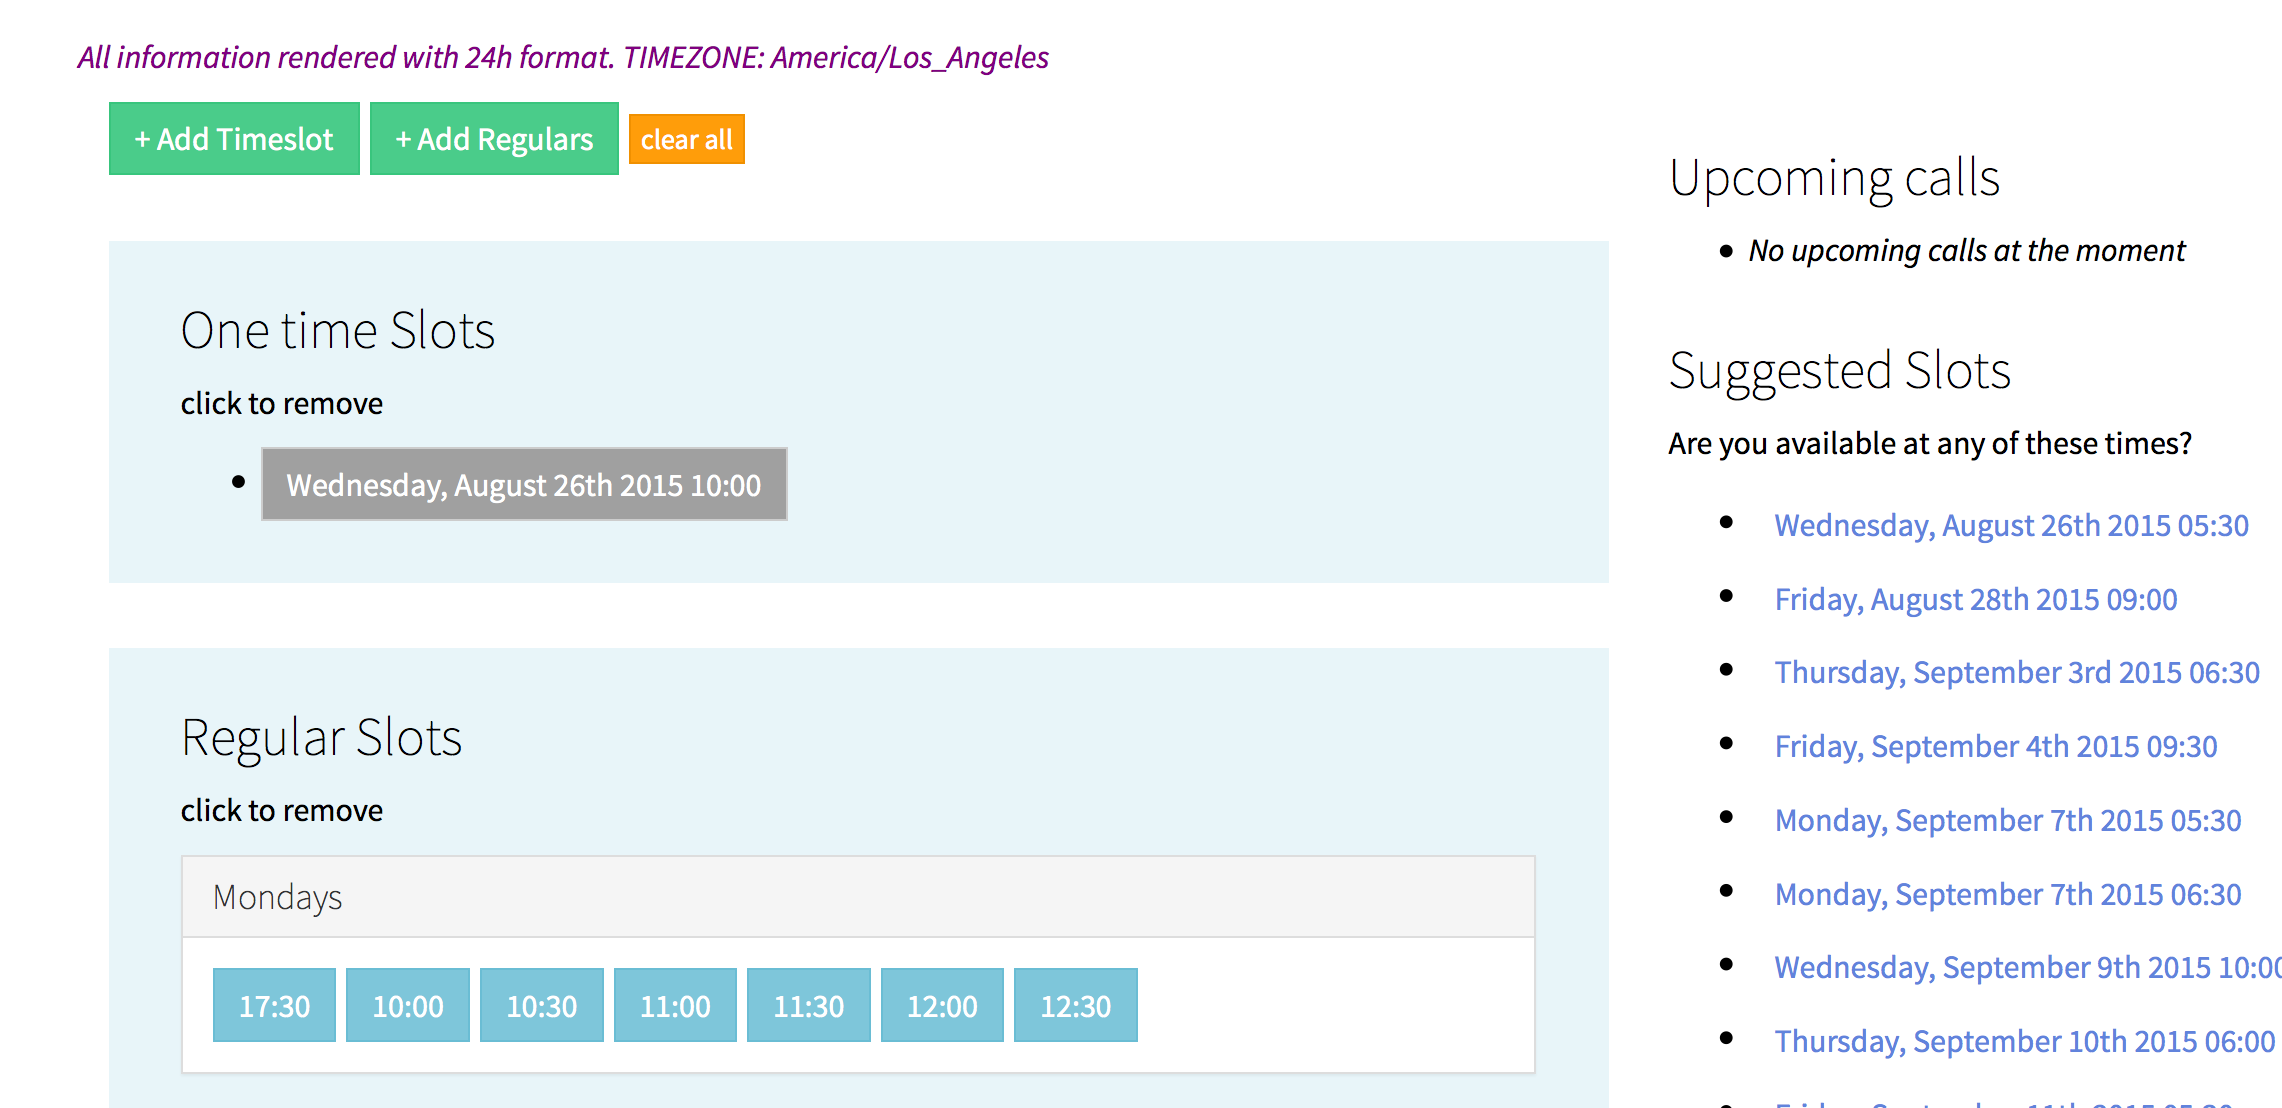 All information rendered with 24h format. TIMEZONE: America/Los_Angeles
+ Add Timeslot + Add Regulars clear all
One time Slots
click to remove
Wednesday, August 26th 2015 10:00
Regular Slots
click to remove
Mondays
17:30 10:00 10:30 11:00 11:30 12:00 12:30
Upcoming calls
No upcoming calls at the moment
Suggested Slots
Are you available at any of these times?
Wednesday, August 26th 2015 05:30
Friday, August 28th 2015 09:00
Thursday, September 3rd 2015 06:30
Friday, September 4th 2015 09:30
Monday, September 7th 2015 05:30
Monday, September 7th 2015 06:30
Wednesday, September 9th 2015 10:00
Thursday, September 10th 2015 06:00